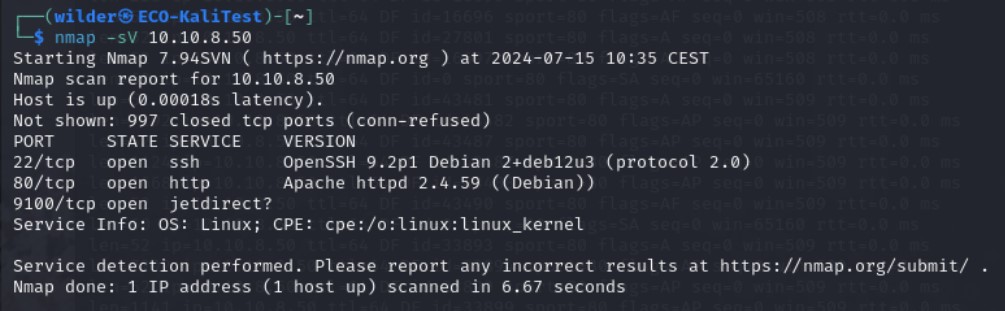 ┌──(wilder㉿ECO-KaliTest)-[~]
└─$ nmap -sV 10.10.8.50
Starting Nmap 7.94SVN ( https://nmap.org ) at 2024-07-15 10:35 CEST
Nmap scan report for 10.10.8.50
Host is up (0.00018s latency).
Not shown: 997 closed tcp ports (conn-refused)
PORT     STATE SERVICE    VERSION
22/tcp   open  ssh        OpenSSH 9.2p1 Debian 2+deb12u3 (protocol 2.0)
80/tcp   open  http       Apache httpd 2.4.59 ((Debian))
9100/tcp open  jetdirect?
Service Info: OS: Linux; CPE: cpe:/o:linux:linux_kernel

Service detection performed. Please report any incorrect results at https://nmap.org/submit/ .
Nmap done: 1 IP address (1 host up) scanned in 6.67 seconds